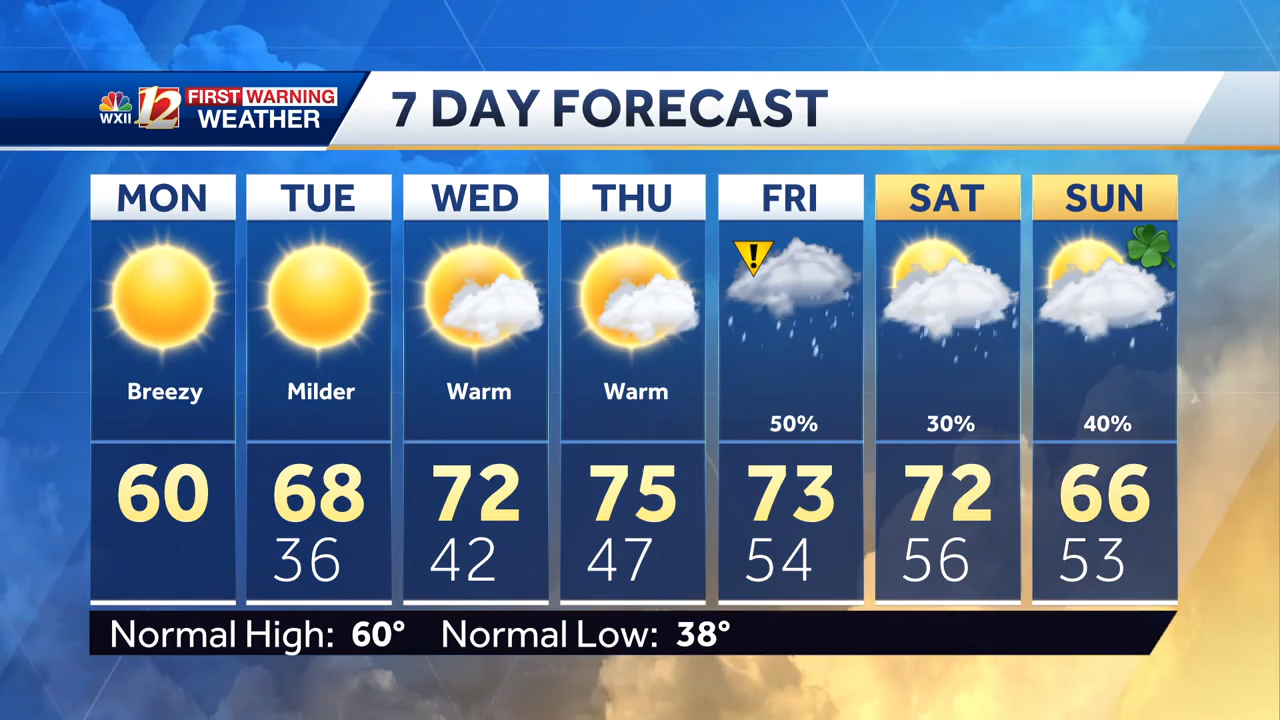 WXII 12 FIRST WARNING WEATHER
7 DAY FORECAST
MON TUE WED THU FRI SAT SUN
!
Breezy Milder Warm Warm
50% 30% 40%
60 68 72 75 73 72 66
36 42 47 54 56 53
Normal High: 60° Normal Low: 38°